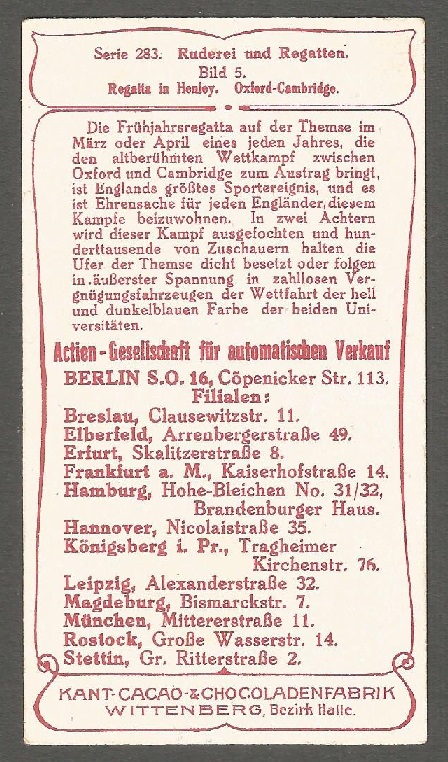 Serie 283. Ruderei und Regatten.
Bild 5.
Regatta in Henley. Oxford-Cambridge.
Die Frühjahrsregatta auf der Themse im
März oder April eines jeden Jahres, die
den altberühmten Wettkampf zwischen
Oxford und Cambridge zum Austrag bringt,
ist Englands größtes Sportereignis, und es
ist Ehrensache für jeden Engländer, diesem
Kampfe beizuwohnen. In zwei Achtern
wird dieser Kampf ausgefochten und hun-
derttausende von Zuschauern halten die
Ufer der Themse dicht besetzt oder folgen
in äußerster Spannung in zahllosen Ver-
gnügungsfahrzeugen der Wettfahrt der hell
und dunkelblauen Farbe der beiden Uni-
versitäten.
Actien-Gesellschaft für automatischen Verkauf
BERLIN S.O. 16, Cöpenicker Str. 113.
Filialen:
Breslau, Clausewitzstr. 11.
Elberfeld, Arrenbergerstraße 49.
Erfurt, Skalitzerstraße 8.
Frankfurt a. M., Kaiserhofstraße 14.
Hamburg, Hohe-Bleichen No. 31/32,
Brandenburger Haus.
Hannover, Nicolaistraße 35.
Königsberg i. Pr., Tragheimer
Kirchenstr. 76.
Leipzig, Alexanderstraße 32.
Magdeburg, Bismarckstr. 7.
München, Mittererstraße 11.
Rostock, Große Wasserstr. 14.
Stettin, Gr. Ritterstraße 2.
KANT-CACAO-&CHOCOLADENFABRIK
WITTENBERG, Bezirk Halle.